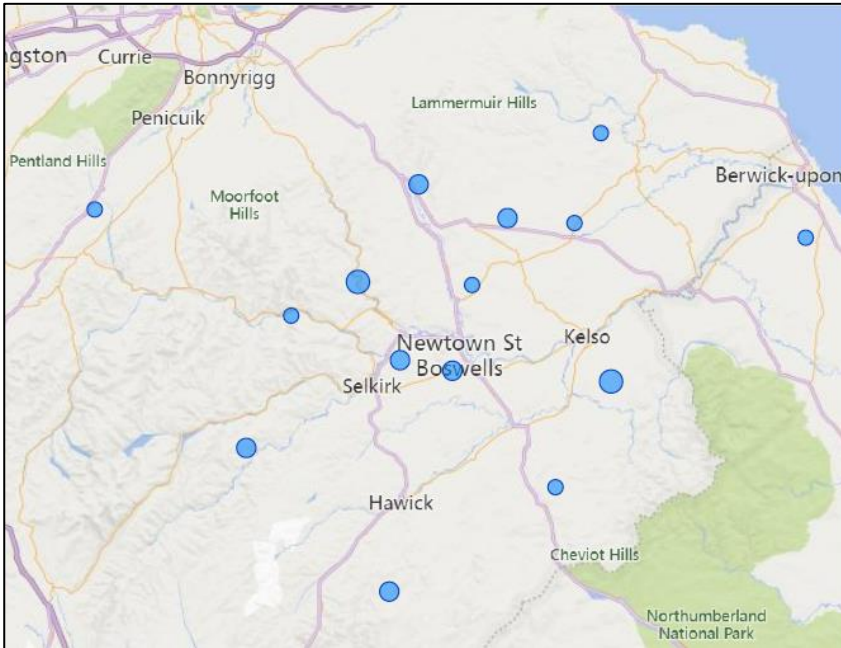 ngston
Currie
Bonnyrigg
Penicuik
Lammermuir Hills
Pentland Hills
Berwick-upon
Moorfoot
Hills
Newtown St
Boswells
Kelso
Selkirk
Hawick
Cheviot Hills
Northumberland
National Park